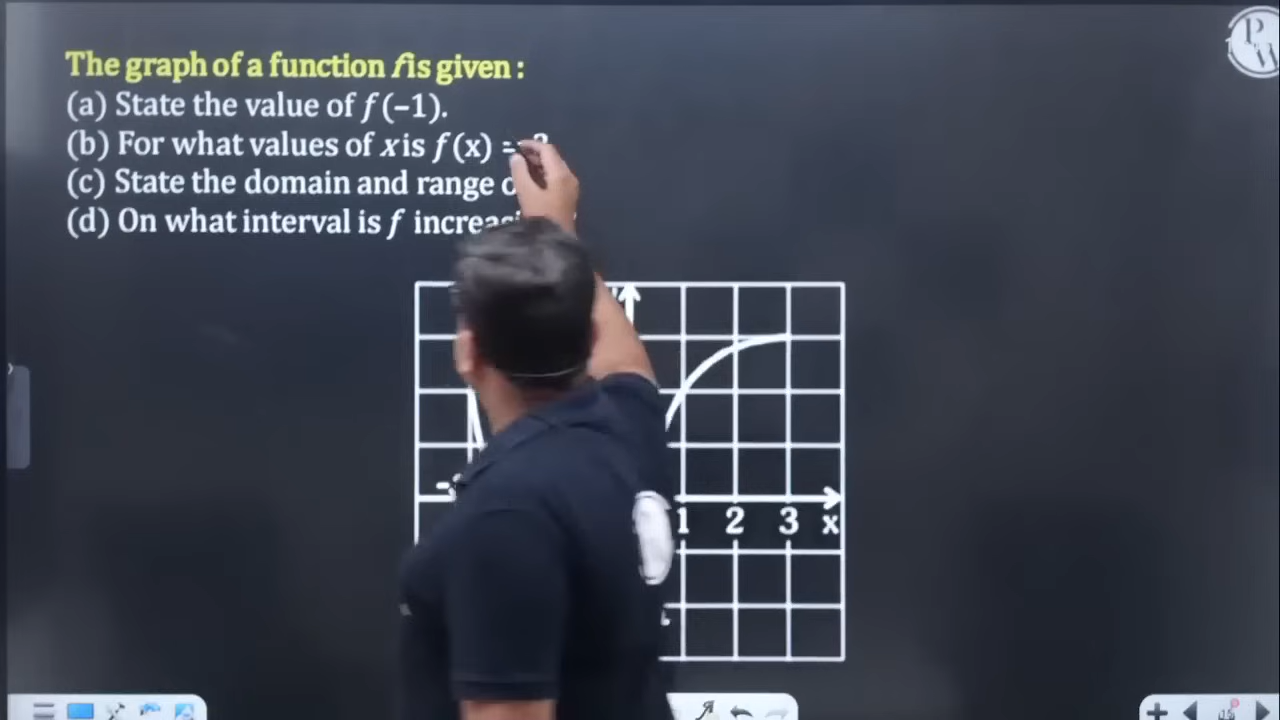 The graph of a function f is given :
(a) State the value of f (−1).
(b) For what values of x is f (x) =
(c) State the domain and range
(d) On what interval is f
1 2 3 x
P
W